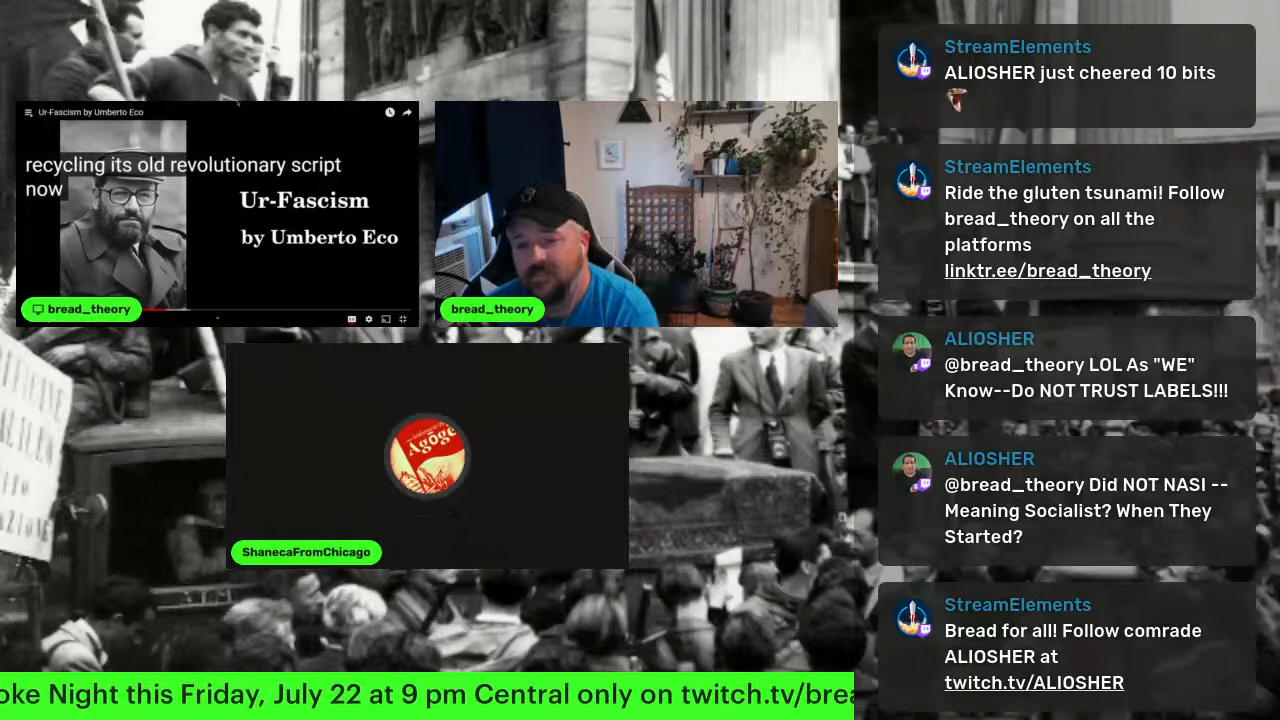 Ur-Fascism by Umberto Eco
recycling its old revolutionary script
now
Ur-Fascism
by Umberto Eco
bread_theory
bread_theory
Agōge
ShanecaFromChicago
oke Night this Friday, July 22 at 9 pm Central only on twitch.tv/brea
StreamElements
ALIOSHER just cheered 10 bits
StreamElements
Ride the gluten tsunami! Follow
bread_theory on all the
platforms
linktr.ee/bread_theory
ALIOSHER
@bread_theory LOL As "WE"
Know--Do NOT TRUST LABELS!!!
ALIOSHER
@bread_theory Did NOT NASI --
Meaning Socialist? When They
Started?
StreamElements
Bread for all! Follow comrade
ALIOSHER at
twitch.tv/ALIOSHER